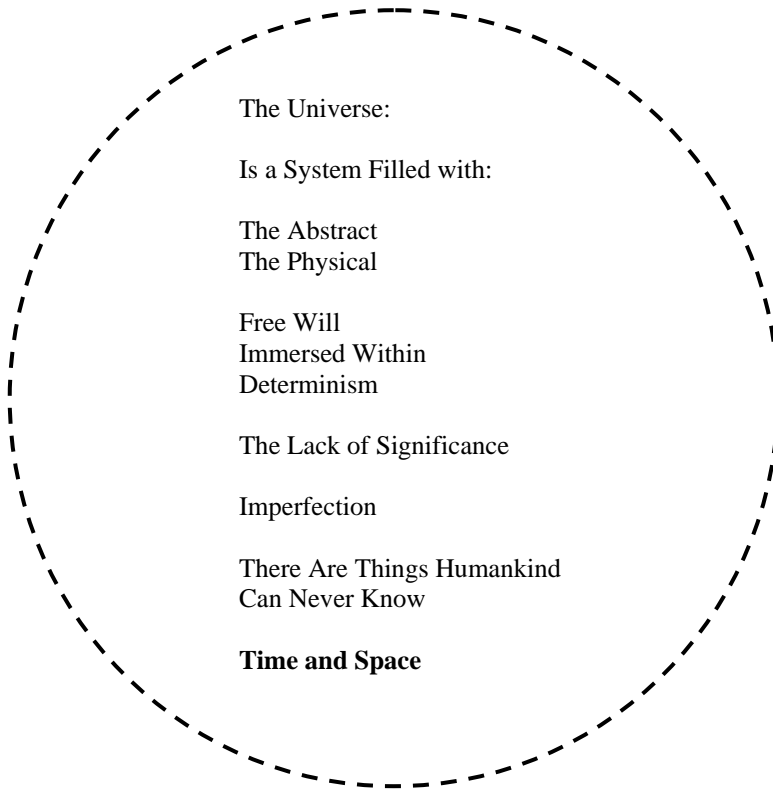 The Universe:
Is a System Filled with:
The Abstract
The Physical
Free Will
Immersed Within
Determinism
The Lack of Significance
Imperfection
There Are Things Humankind
Can Never Know
Time and Space